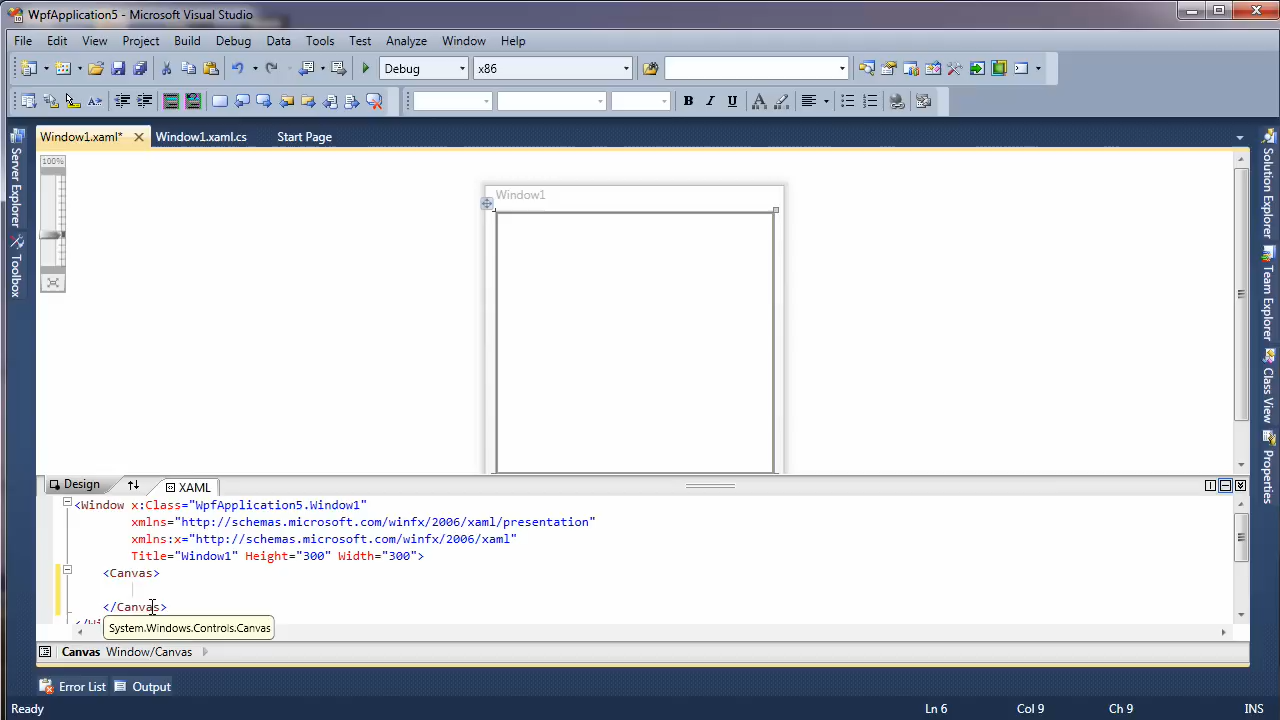 WpfApplication5 - Microsoft Visual Studio
File Edit View Project Build Debug Data Tools Test Analyze Window Help
Debug x86
B I U A
Window1.xaml* Window1.xaml.cs Start Page
Server Explorer
Toolbox
100%
Window1
Solution Explorer
Team Explorer
Class View
Properties
Design XAML
<Window x:Class="WpfApplication5.Window1"
xmlns="http://schemas.microsoft.com/winfx/2006/xaml/presentation"
xmlns:x="http://schemas.microsoft.com/winfx/2006/xaml"
Title="Window1" Height="300" Width="300">
<Canvas>
</Canvas>
System.Windows.Controls.Canvas
Canvas Window/Canvas
Error List Output
Ready Ln 6 Col 9 Ch 9 INS